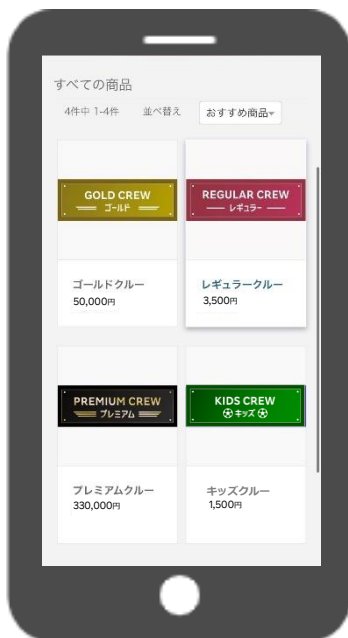 すべての商品
4件中 1-4件 並べ替え おすすめ商品
GOLD CREW
ゴールド
REGULAR CREW
レギュラー
ゴールドクルー
50,000円
レギュラークルー
3,500円
PREMIUM CREW
プレミアム
KIDS CREW
キッズ
プレミアムクルー
330,000円
キッズクルー
1,500円